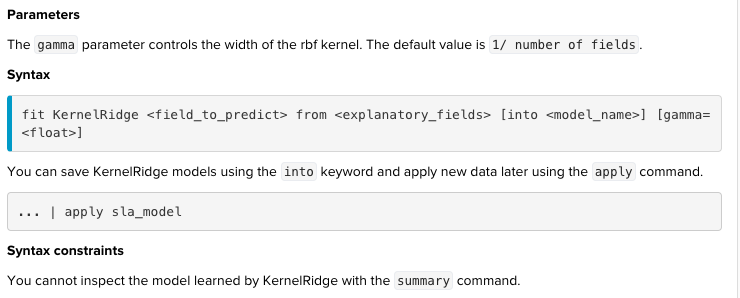 Parameters
The gamma parameter controls the width of the rbf kernel. The default value is 1/ number of fields.
Syntax
fit KernelRidge <field_to_predict> from <explanatory_fields> [into <model_name>] [gamma=
<float>]
You can save KernelRidge models using the into keyword and apply new data later using the apply command.
... | apply sla_model
Syntax constraints
You cannot inspect the model learned by KernelRidge with the summary command.